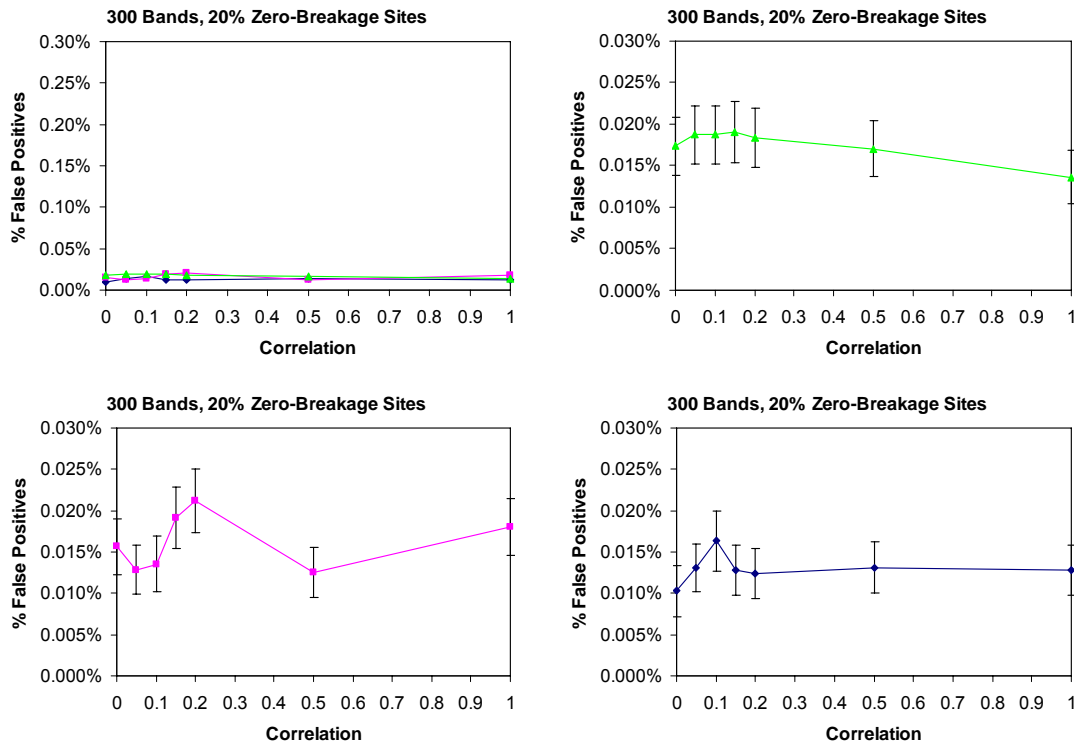 300 Bands, 20% Zero-Breakage Sites
0.30%
0.25%
0.20%
0.15%
0.10%
0.05%
0.00%
% False Positives
0 0.1 0.2 0.3 0.4 0.5 0.6 0.7 0.8 0.9 1
Correlation
300 Bands, 20% Zero-Breakage Sites
0.030%
0.025%
0.020%
0.015%
0.010%
0.005%
0.000%
% False Positives
0 0.1 0.2 0.3 0.4 0.5 0.6 0.7 0.8 0.9 1
Correlation
300 Bands, 20% Zero-Breakage Sites
0.030%
0.025%
0.020%
0.015%
0.010%
0.005%
0.000%
% False Positives
0 0.1 0.2 0.3 0.4 0.5 0.6 0.7 0.8 0.9 1
Correlation
300 Bands, 20% Zero-Breakage Sites
0.030%
0.025%
0.020%
0.015%
0.010%
0.005%
0.000%
% False Positives
0 0.1 0.2 0.3 0.4 0.5 0.6 0.7 0.8 0.9 1
Correlation